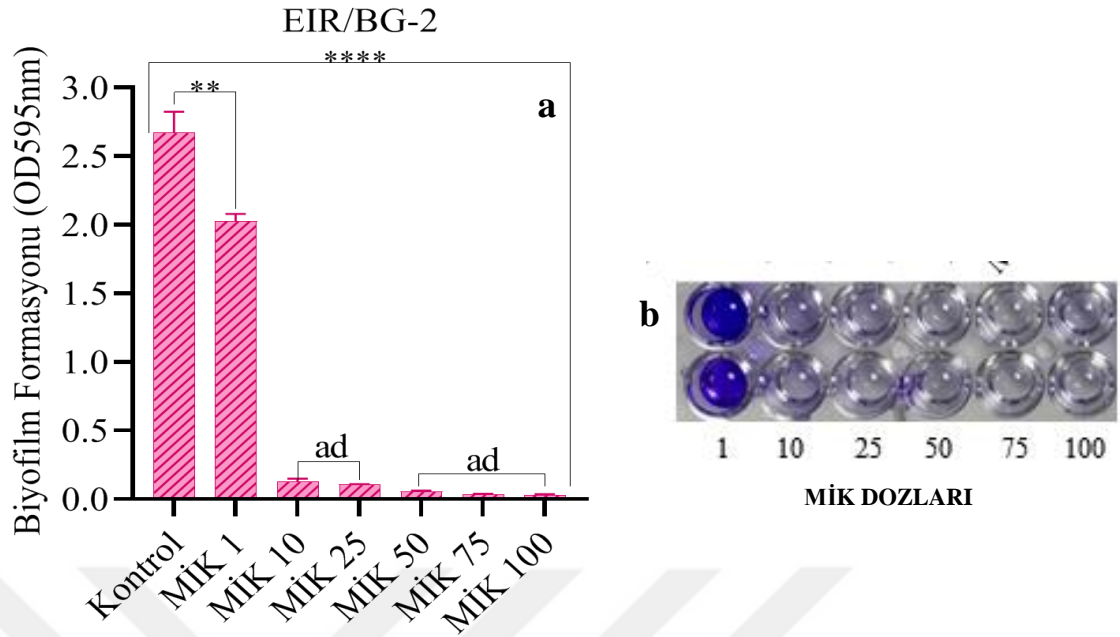 EIR/BG-2
****
**
a
3.0
2.5
2.0
1.5
1.0
0.5
0.0
Biyofilm Formasyonu (OD595nm)
ad
ad
Kontrol
MİK 1
MİK 10
MİK 25
MİK 50
MİK 75
MİK 100
b
1 10 25 50 75 100
MİK DOZLARI